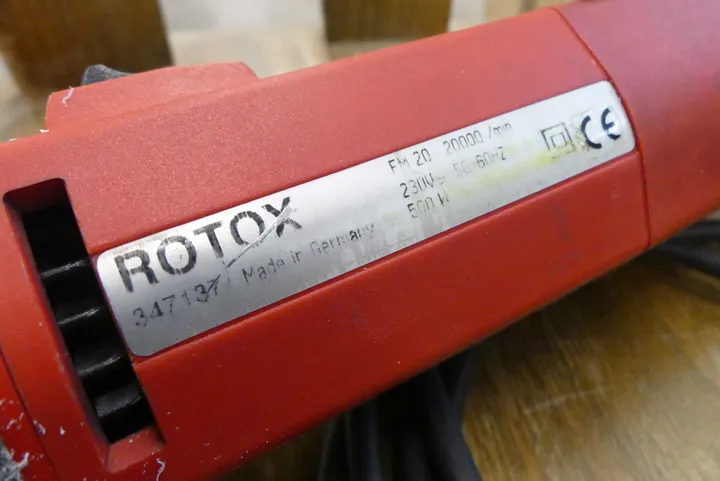 ROTOX
347137 Made in Germany
FM 20 20000 /min
230V~ 50-60HZ
500 W
CE